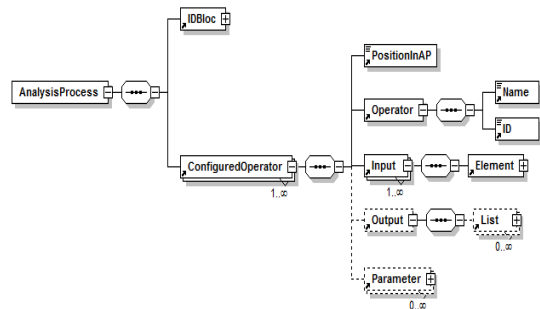 IDBloc
AnalysisProcess
ConfiguredOperator
1..∞
PositionInAP
Operator
Name
ID
Input
1..∞
Element
Output
List
0..∞
Parameter
0..∞